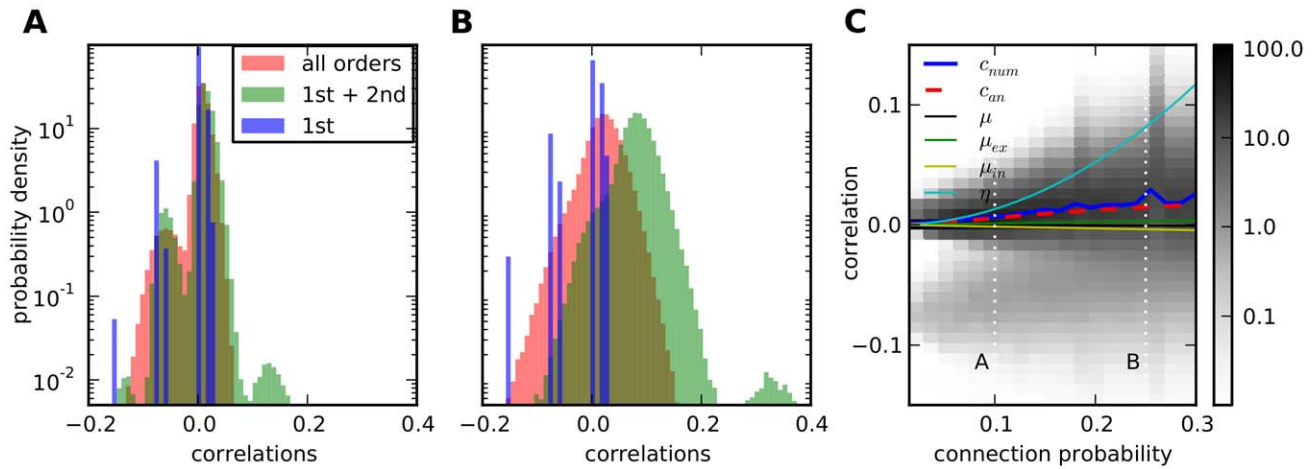 A
all orders
1st + 2nd
1st
probability density
10¹
10⁰
10⁻¹
10⁻²
−0.2
0.0
0.2
0.4
correlations
B
−0.2
0.0
0.2
0.4
correlations
C
c_num
c_an
μ
μ_ex
μ_in
η
correlation
0.1
0.0
−0.1
A
B
0.1
0.2
0.3
connection probability
100.0
10.0
1.0
0.1